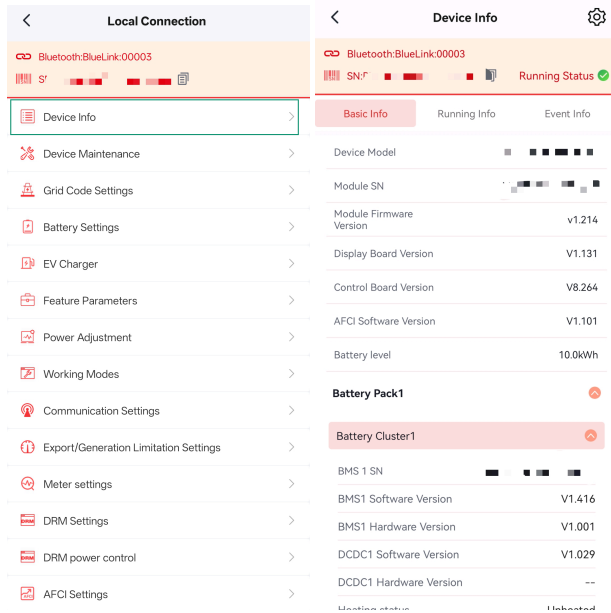 Local Connection
Bluetooth:BlueLink:00003
Device Info
Device Maintenance
Grid Code Settings
Battery Settings
EV Charger
Feature Parameters
Power Adjustment
Working Modes
Communication Settings
Export/Generation Limitation Settings
Meter settings
DRM
DRM Settings
DRM
DRM power control
AFCI Settings
Device Info
Bluetooth:BlueLink:00003
SN:
Running Status
Basic Info
Running Info
Event Info
Device Model
Module SN
Module Firmware
Version
v1.214
Display Board Version
V1.131
Control Board Version
V8.264
AFCI Software Version
V1.101
Battery level
10.0kWh
Battery Pack1
Battery Cluster1
BMS 1 SN
BMS1 Software Version
V1.416
BMS1 Hardware Version
V1.001
DCDC1 Software Version
V1.029
DCDC1 Hardware Version
--
Heating status
Unheated